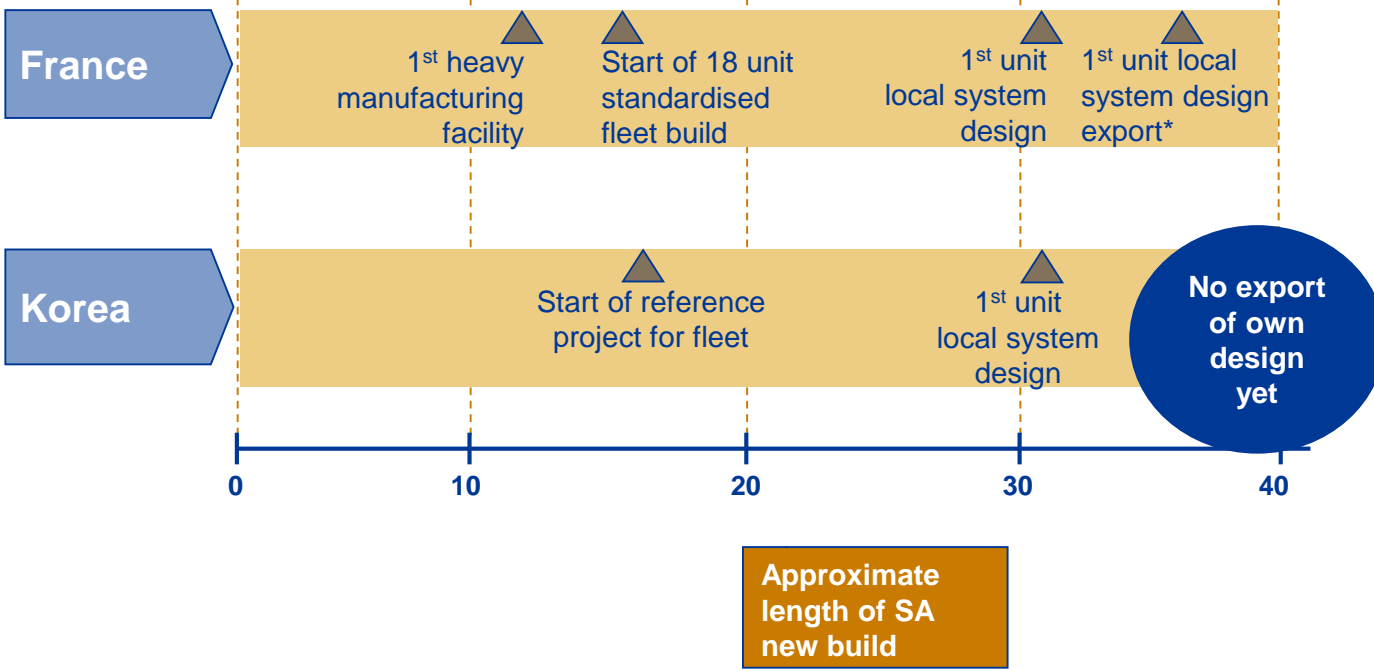 France
1st heavy
manufacturing
facility
Start of 18 unit
standardised
fleet build
1st unit
local system
design
1st unit local
system design
export*
Korea
Start of reference
project for fleet
1st unit
local system
design
No export
of own
design
yet
0
10
20
30
40
Approximate
length of SA
new build